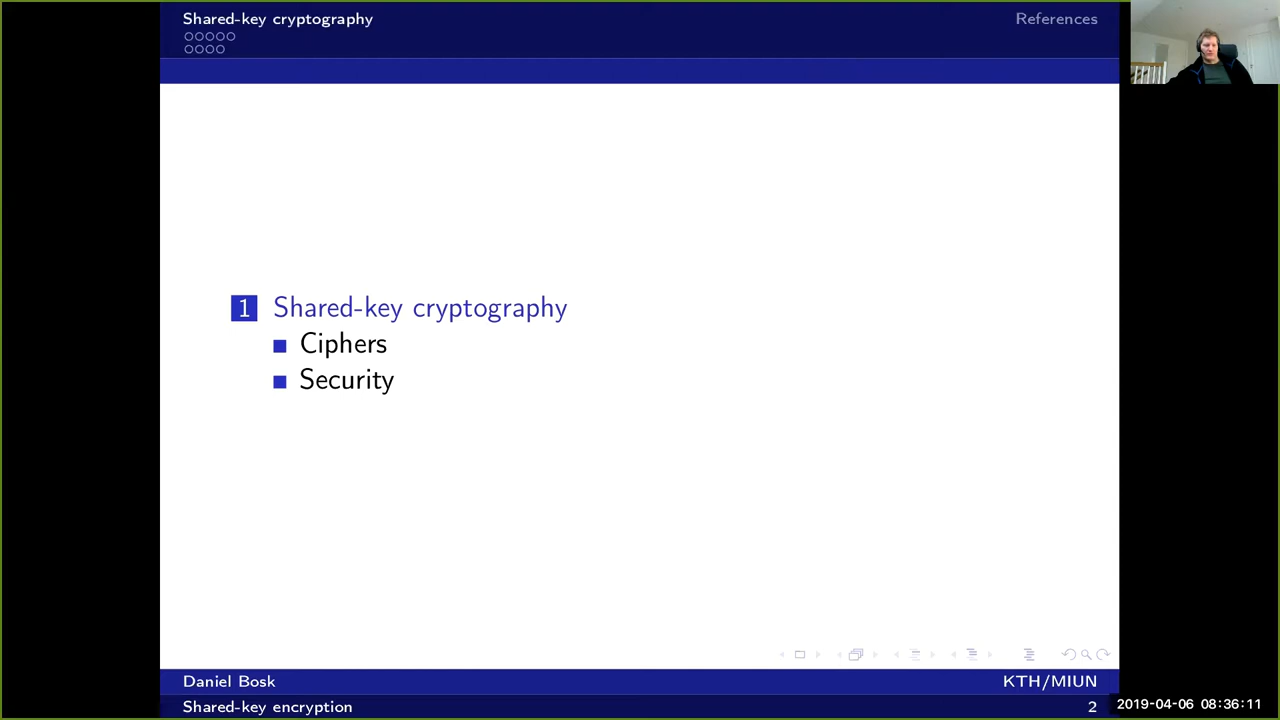 Shared-key cryptography
References
1 Shared-key cryptography
Ciphers
Security
Daniel Bosk
KTH/MIUN
Shared-key encryption
2
2019-04-06 08:36:11